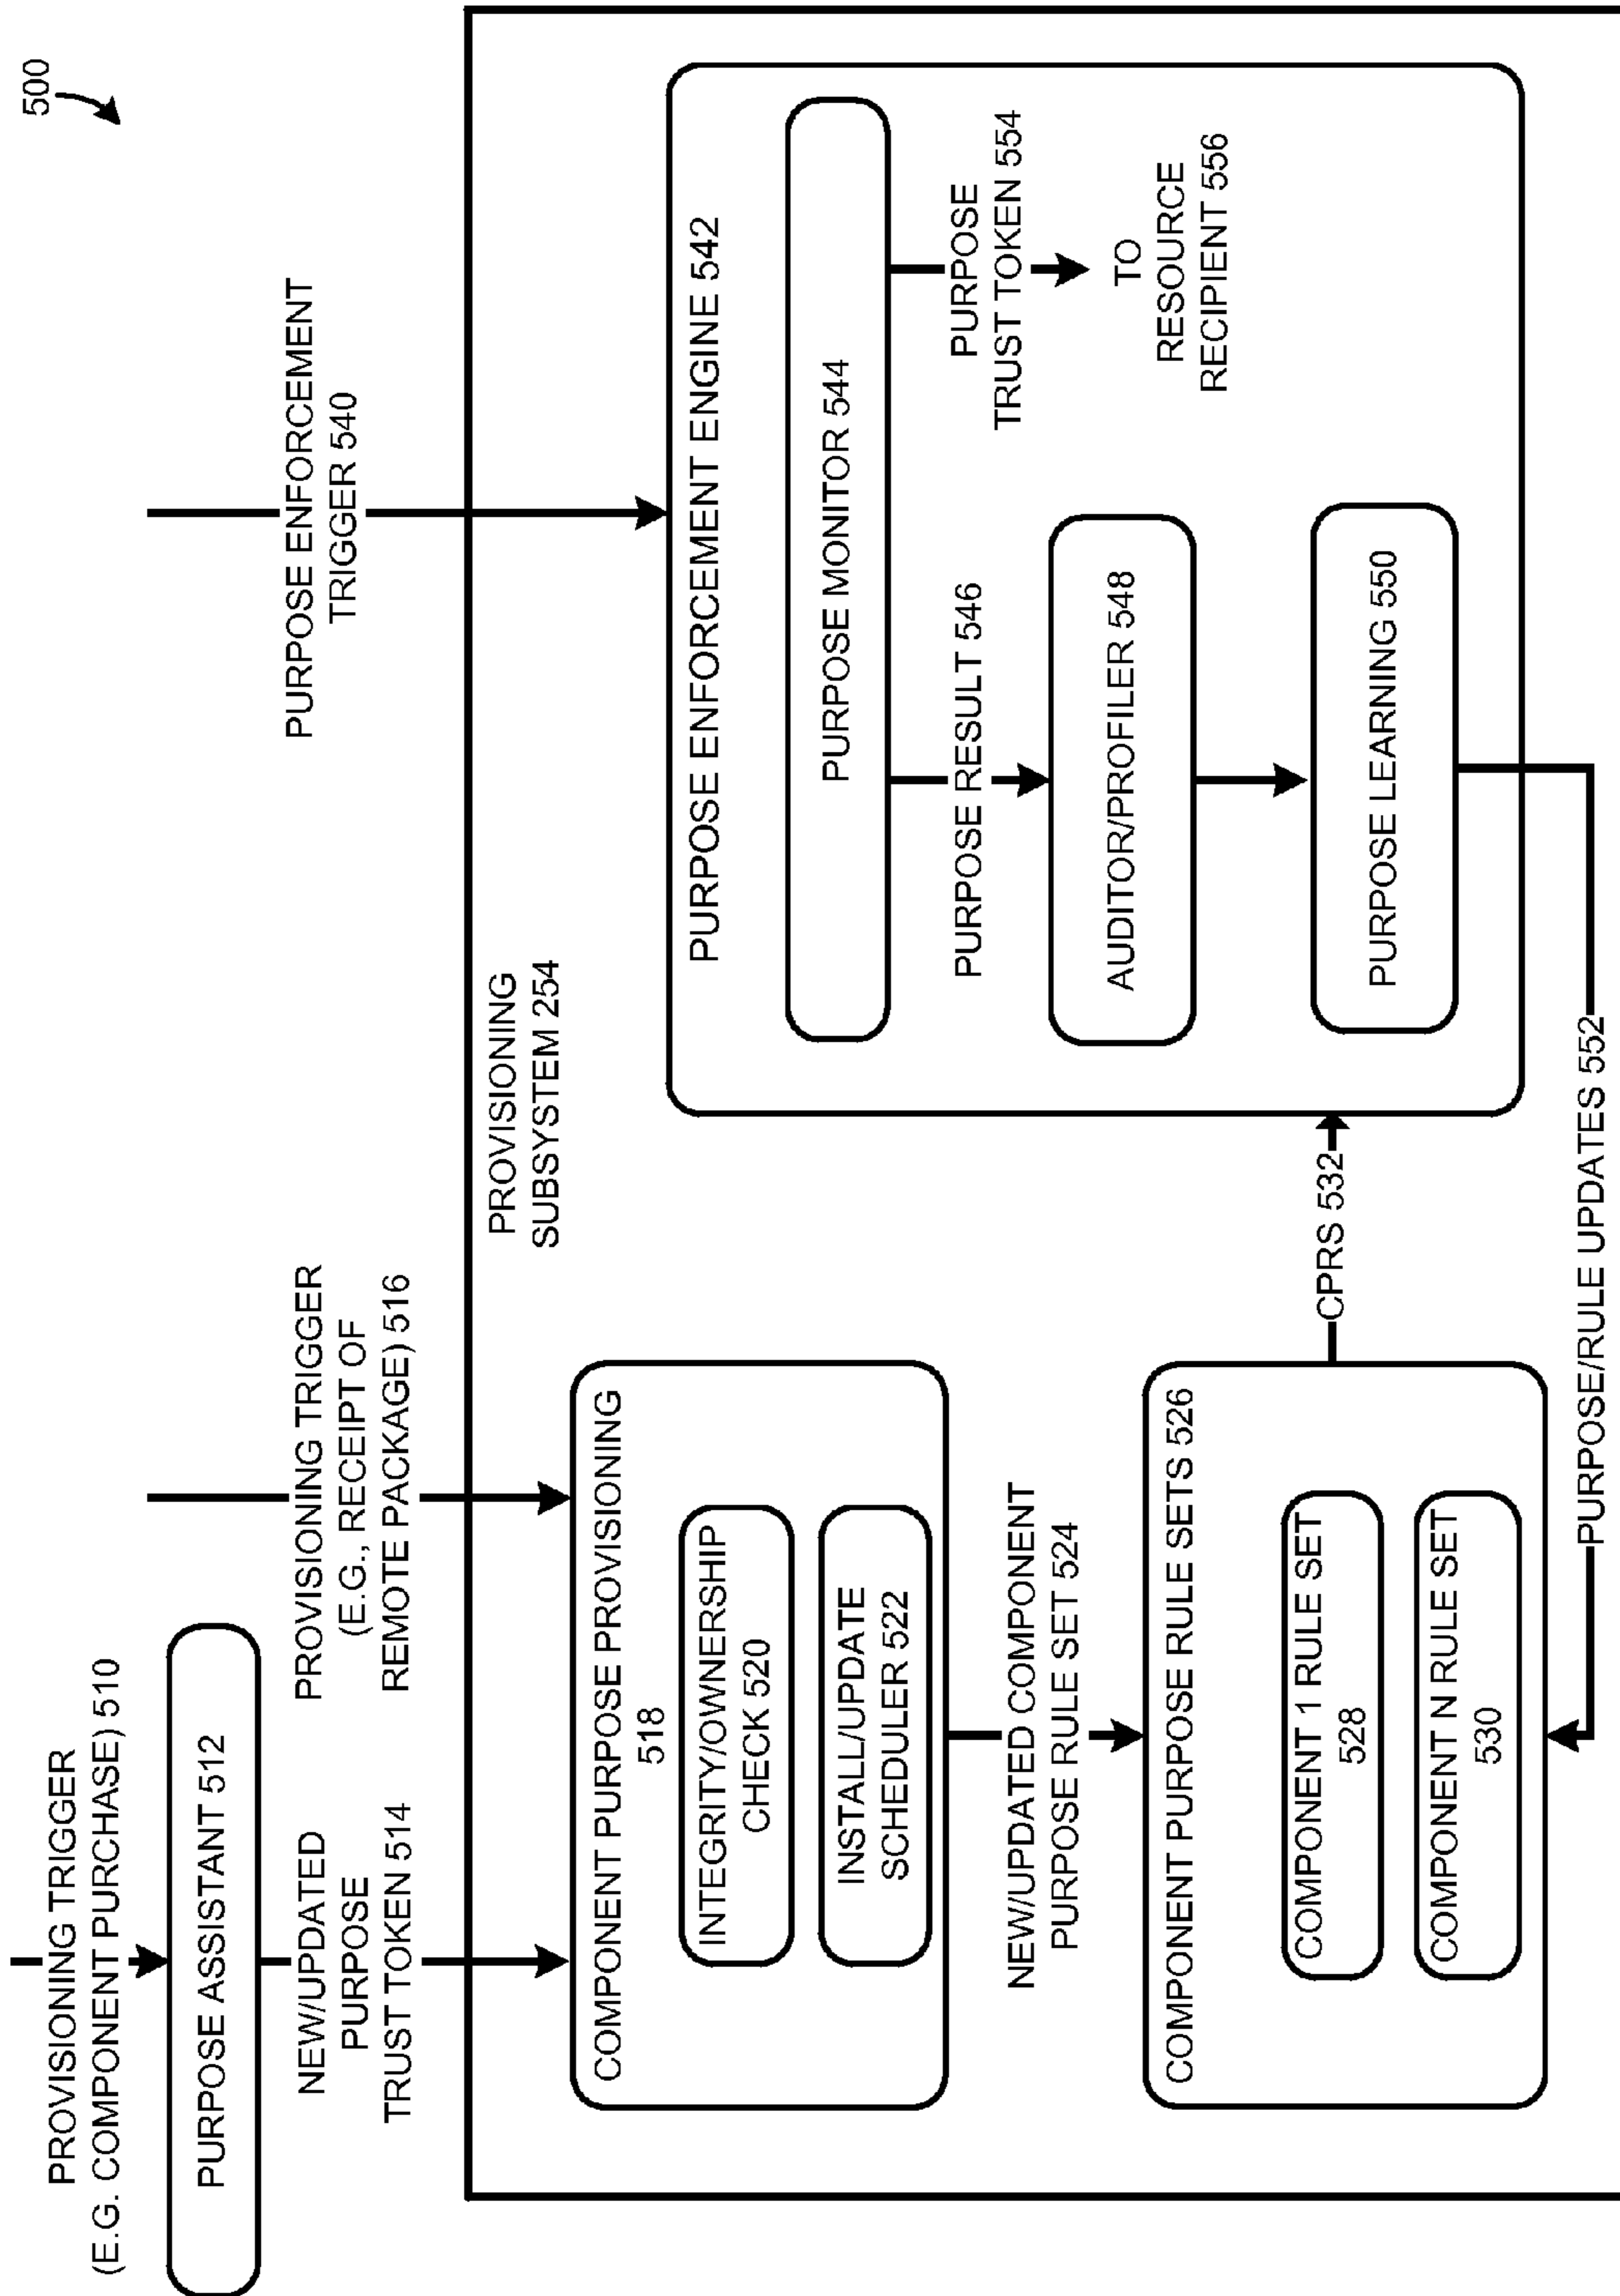 500
PROVISIONING TRIGGER
(E.G. COMPONENT PURCHASE) 510
PURPOSE ASSISTANT 512
NEW/UPDATED
PURPOSE
TRUST TOKEN 514
PROVISIONING TRIGGER
(E.G., RECEIPT OF
REMOTE PACKAGE) 516
PURPOSE ENFORCEMENT
TRIGGER 540
PROVISIONING
SUBSYSTEM 254
COMPONENT PURPOSE PROVISIONING
518
INTEGRITY/OWNERSHIP
CHECK 520
INSTALL/UPDATE
SCHEDULER 522
NEW/UPDATED COMPONENT
PURPOSE RULE SET 524
COMPONENT PURPOSE RULE SETS 526
COMPONENT 1 RULE SET
528
COMPONENT N RULE SET
530
CPRS 532
PURPOSE ENFORCEMENT ENGINE 542
PURPOSE MONITOR 544
PURPOSE RESULT 546
AUDITOR/PROFILER 548
PURPOSE LEARNING 550
PURPOSE
TRUST TOKEN 554
TO
RESOURCE
RECIPIENT 556
PURPOSE/RULE UPDATES 552